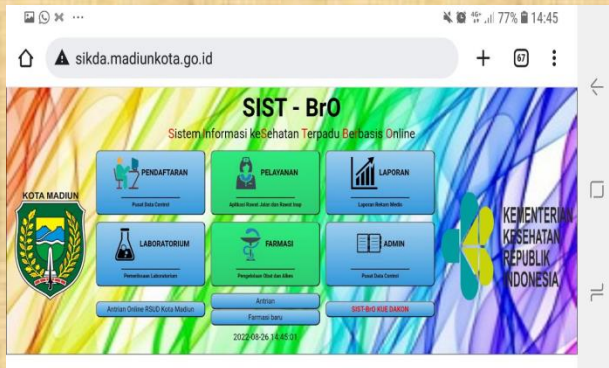 77% 14:45
sikda.madiunkota.go.id
67
SIST - BrO
Sistem Informasi keSehatan Terpadu Berbasis Online
PENDAFTARAN
Pusat Data Control
PELAYANAN
Aplikasi Rawat Jalan dan Rawat Inap
LAPORAN
Laporan Rekam Medis
KOTA MADIUN
LABORATORIUM
Pemeriksaan Laboratorium
FARMASI
Pengelolaan Obat dan Alkes
ADMIN
Pusat Data Control
KEMENTERIAN
KESEHATAN
REPUBLIK
INDONESIA
Antrian Online RSUD Kota Madiun
Antrian
Farmasi baru
SIST-BrO KUE DAKON
2022-08-26 14:45:01